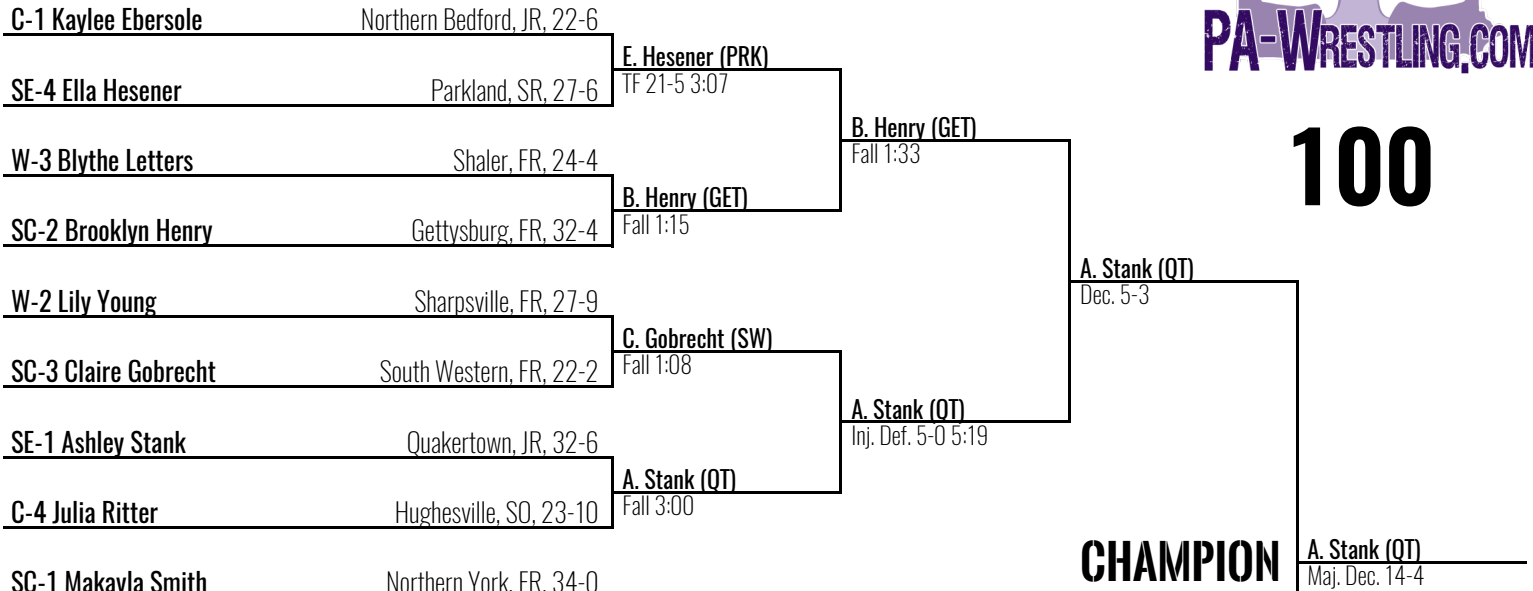 C-1 Kaylee Ebersole Northern Bedford, JR, 22-6
PA-WRESTLING.COM
E. Hesener (PRK)
TF 21-5 3:07
SE-4 Ella Hesener Parkland, SR, 27-6
B. Henry (GET)
Fall 1:33
100
W-3 Blythe Letters Shaler, FR, 24-4
B. Henry (GET)
Fall 1:15
SC-2 Brooklyn Henry Gettysburg, FR, 32-4
A. Stank (QT)
Dec. 5-3
W-2 Lily Young Sharpsville, FR, 27-9
C. Gobrecht (SW)
Fall 1:08
SC-3 Claire Gobrecht South Western, FR, 22-2
A. Stank (QT)
Inj. Def. 5-0 5:19
SE-1 Ashley Stank Quakertown, JR, 32-6
A. Stank (QT)
Fall 3:00
C-4 Julia Ritter Hughesville, SO, 23-10
CHAMPION
A. Stank (QT)
Maj. Dec. 14-4
SC-1 Makayla Smith Northern York, FR, 34-0